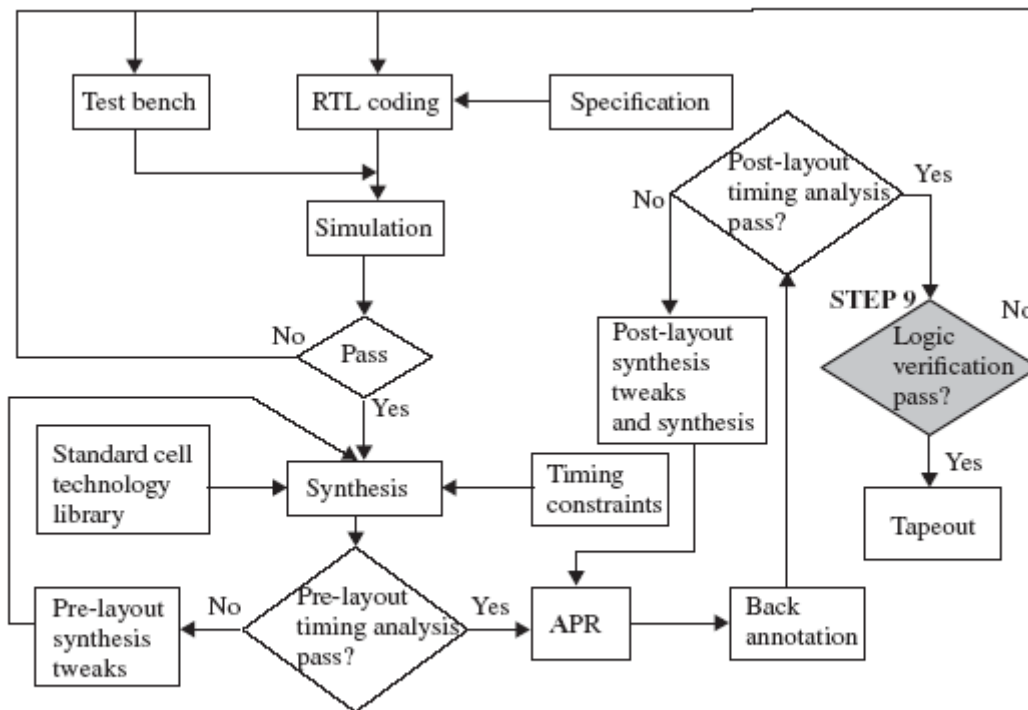 Test bench
RTL coding
Specification
Post-layout
timing analysis
pass?
Yes
No
Simulation
STEP 9
No
Logic
verification
pass?
Post-layout
synthesis
tweaks
and synthesis
No
Pass
Yes
Yes
Standard cell
technology
library
Synthesis
Timing
constraints
Tapeout
Pre-layout
synthesis
tweaks
No
Pre-layout
timing analysis
pass?
Yes
APR
Back
annotation